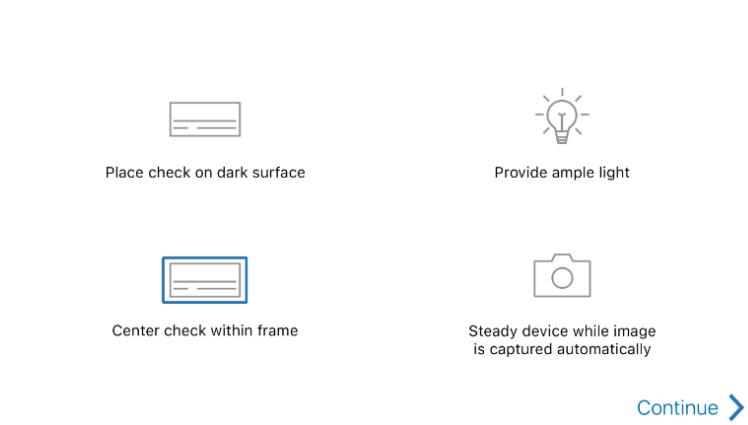 Place check on dark surface
Provide ample light
Center check within frame
Steady device while image
is captured automatically
Continue